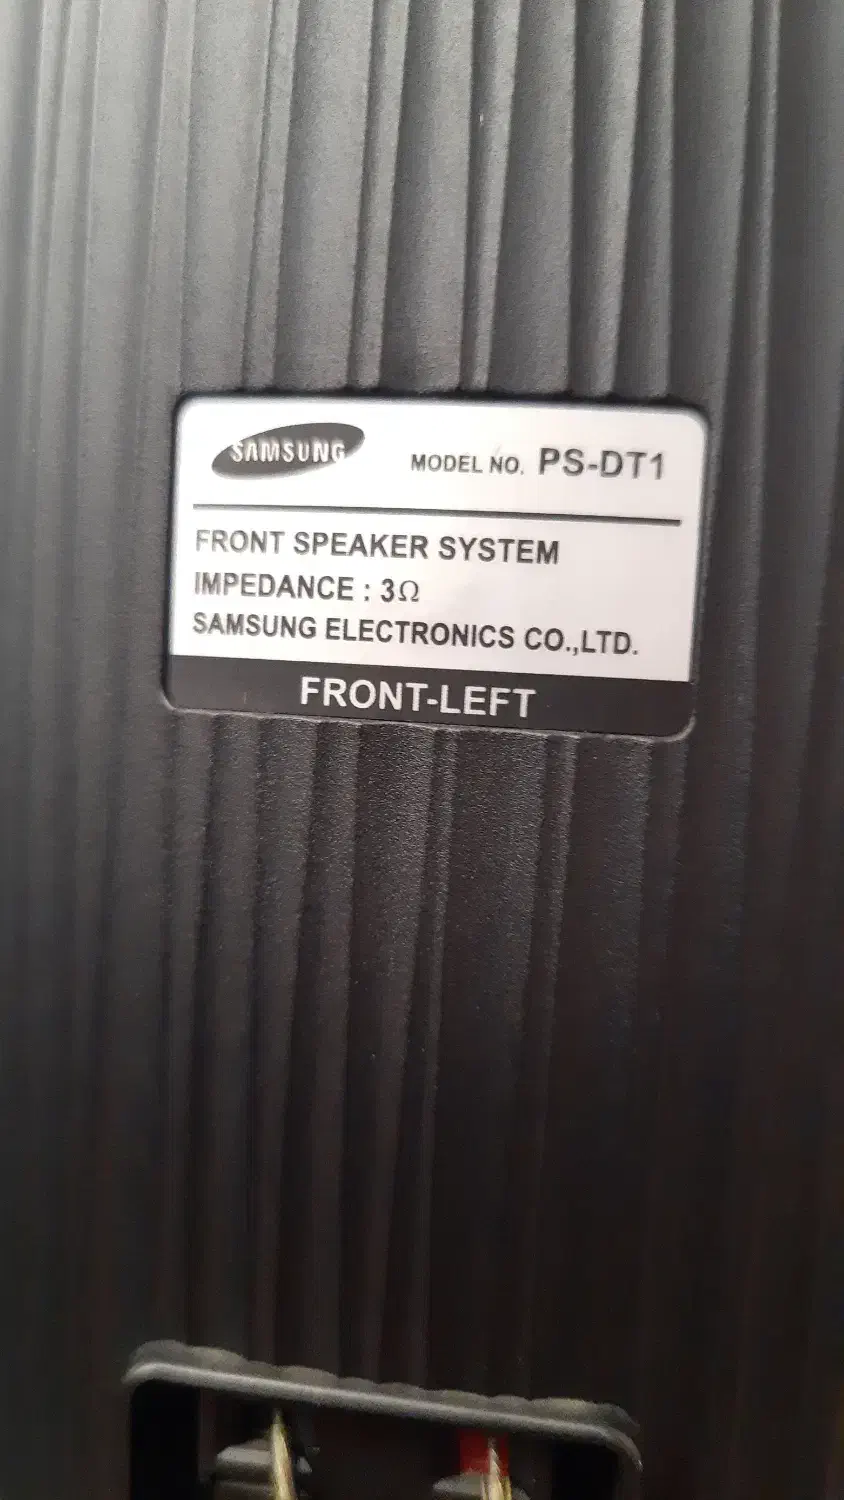 SAMSUNG MODEL NO. PS-DT1
FRONT SPEAKER SYSTEM
IMPEDANCE : 3Ω
SAMSUNG ELECTRONICS CO.,LTD.
FRONT-LEFT